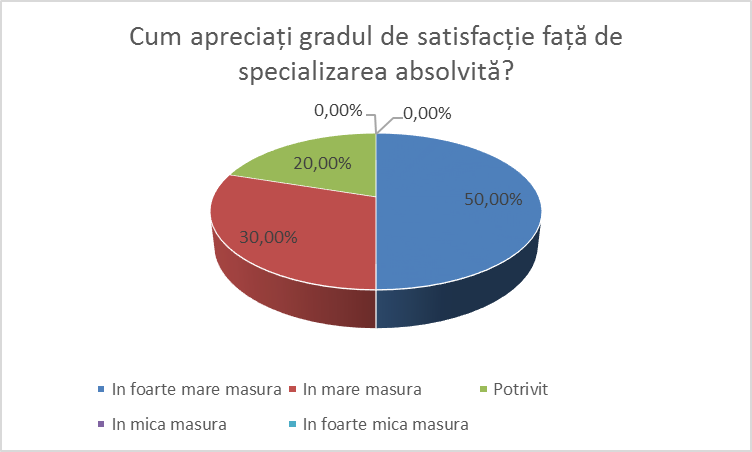 Cum apreciați gradul de satisfacție față de
specializarea absolvită?
0,00%
0,00%
20,00%
50,00%
30,00%
In foarte mare masura
In mare masura
Potrivit
In mica masura
In foarte mica masura